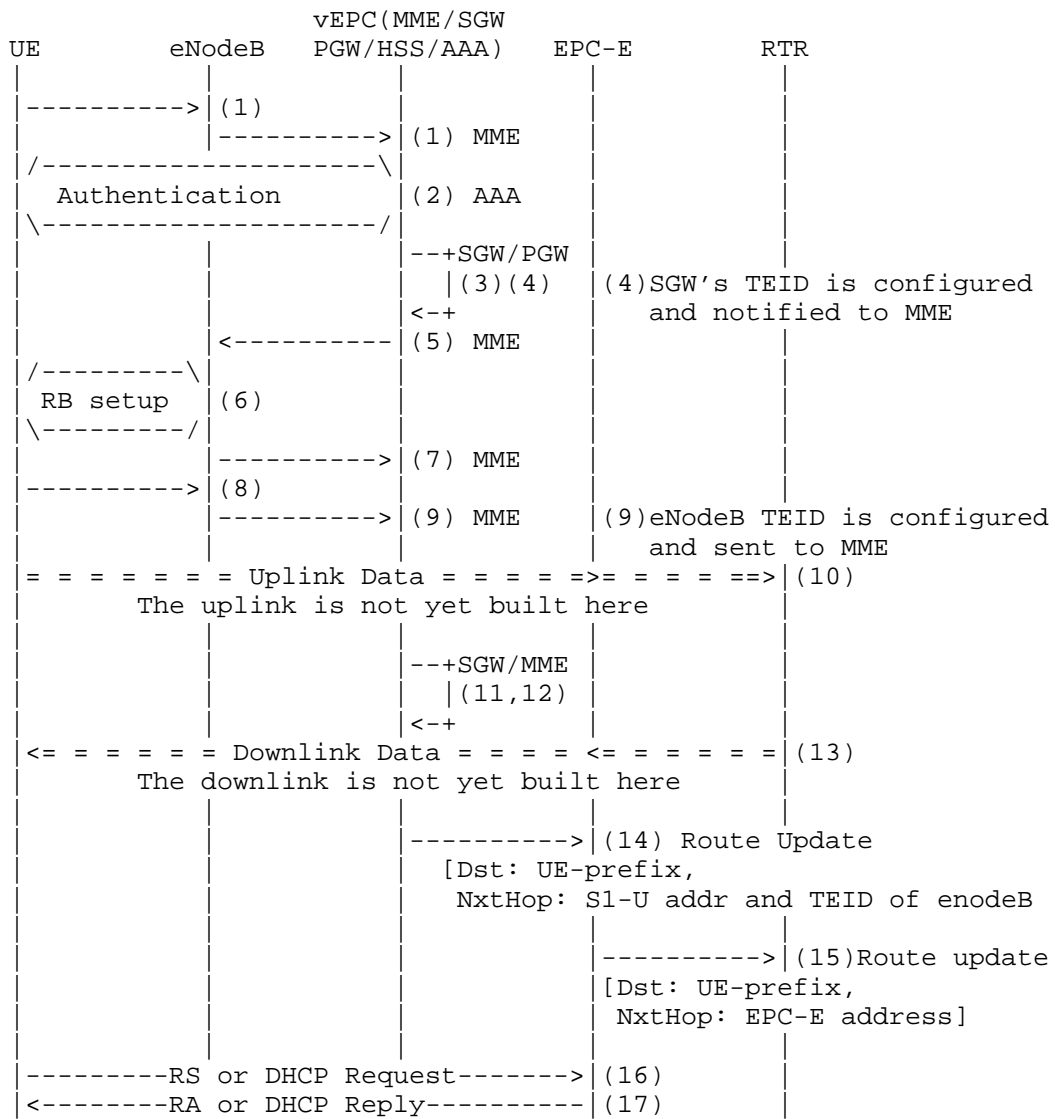 vEPC(MME/SGW
UE eNodeB PGW/HSS/AAA) EPC-E RTR
(1)
(1) MME
Authentication (2) AAA
SGW/PGW
(3)(4) (4)SGW's TEID is configured
and notified to MME
(5) MME
RB setup (6)
(7) MME
(8)
(9) MME (9)eNodeB TEID is configured
and sent to MME
Uplink Data (10)
The uplink is not yet built here
SGW/MME
(11,12)
Downlink Data (13)
The downlink is not yet built here
(14) Route Update
[Dst: UE-prefix,
NxtHop: S1-U addr and TEID of enodeB
(15)Route update
[Dst: UE-prefix,
NxtHop: EPC-E address]
RS or DHCP Request (16)
RA or DHCP Reply (17)